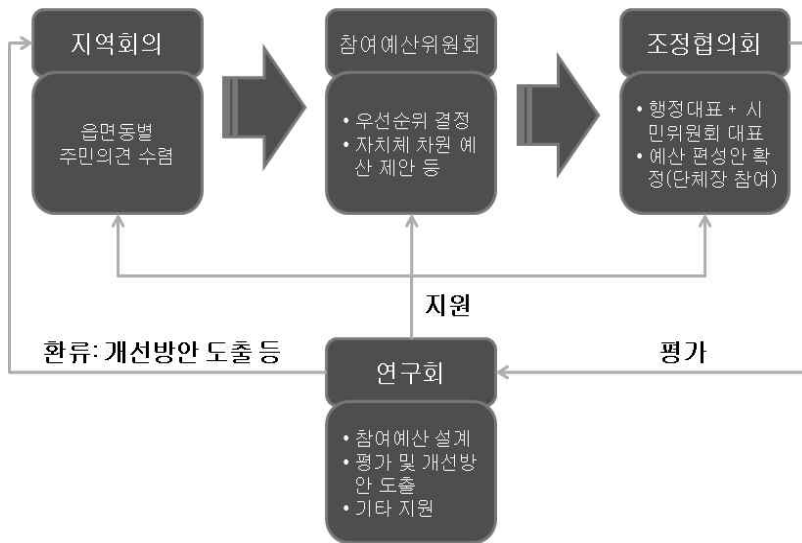 지역회의
읍면동별
주민의견 수렴
참여예산위원회
• 우선순위 결정
• 자치체 차원 예
산 제안 등
조정협의회
• 행정대표 + 시
민위원회 대표
• 예산 편성안 확
정(단체장 참여)
지원
환류: 개선방안 도출 등
평가
연구회
• 참여예산 설계
• 평가 및 개선방
안 도출
• 기타 지원